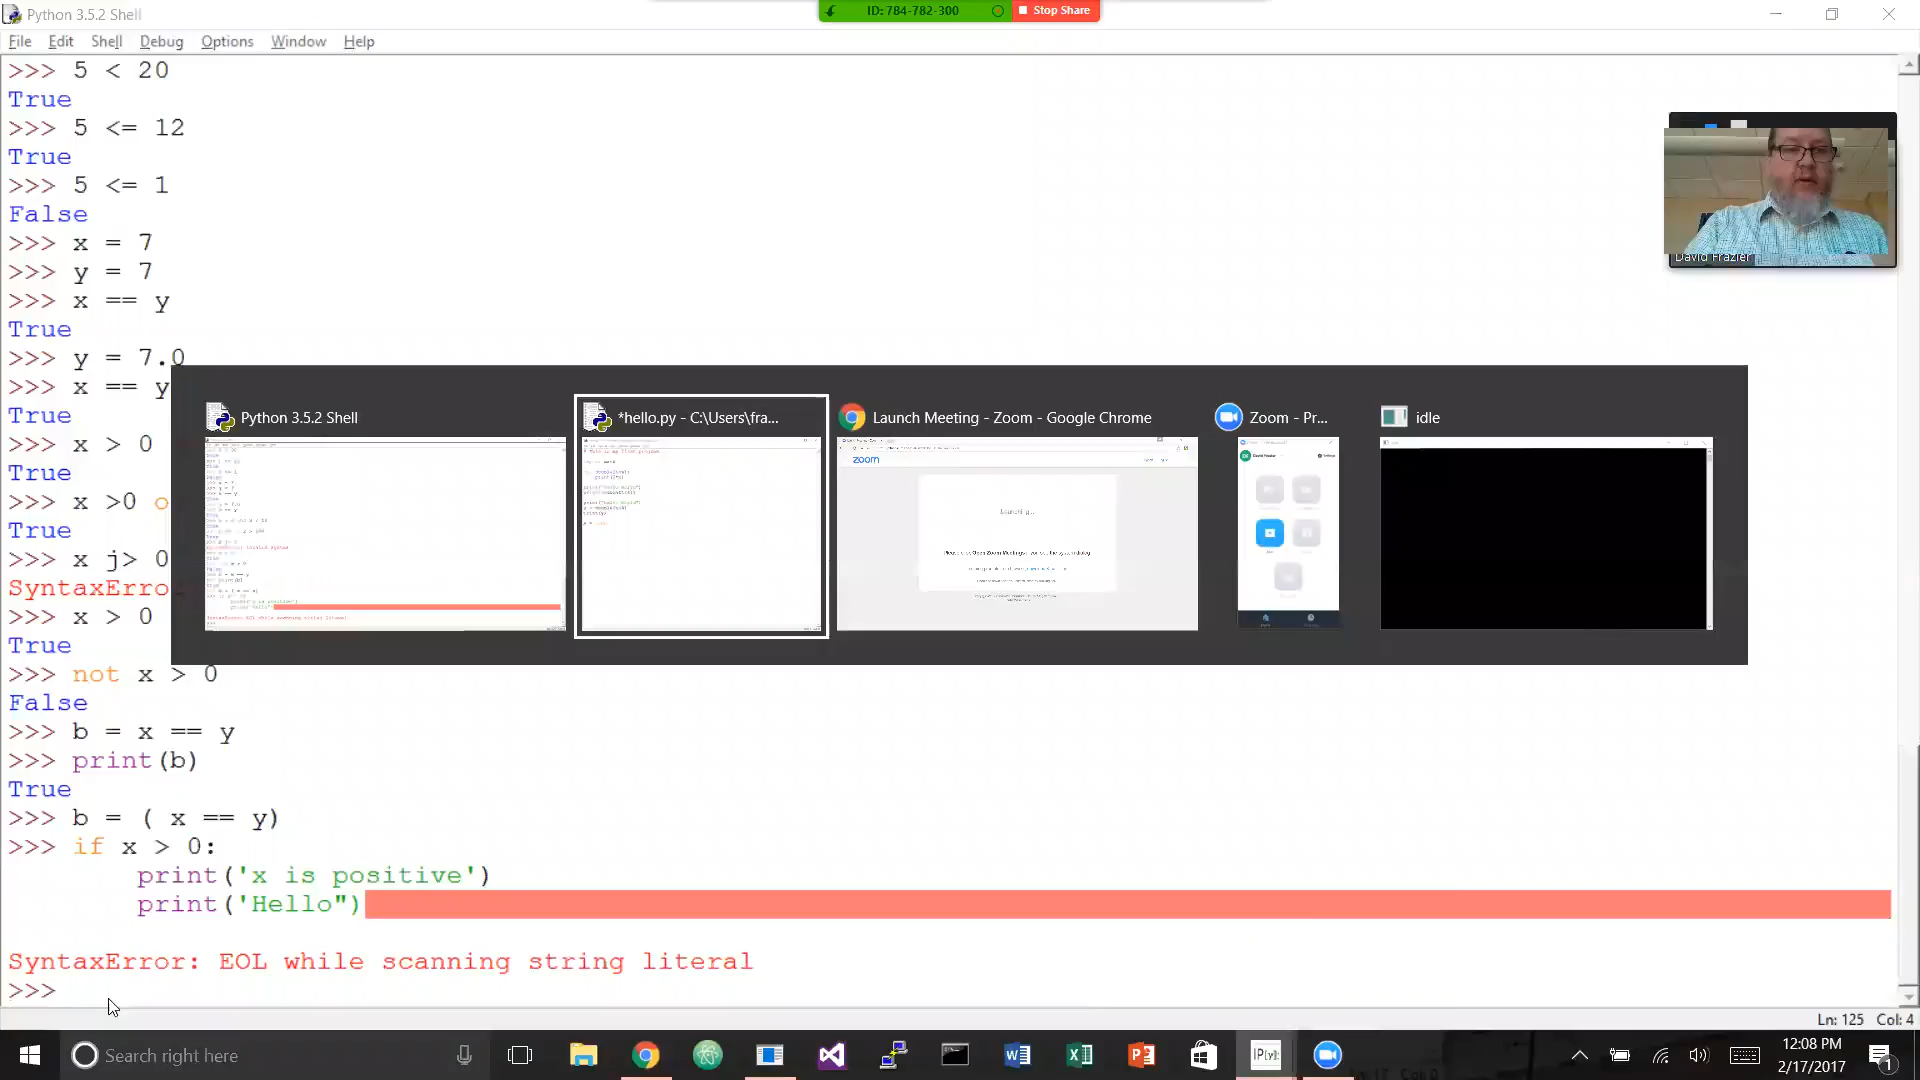 Python 3.5.2 Shell
ID: 784-782-300
Stop Share
File Edit Shell Debug Options Window Help
>>> 5 < 20
True
>>> 5 <= 12
True
>>> 5 <= 1
False
>>> x = 7
>>> y = 7
>>> x == y
True
>>> y = 7.0
>>> x == y
True
>>> x > 0
True
>>> x >0 o
True
>>> x j> 0
SyntaxErro
>>> x > 0
True
>>> not x > 0
False
>>> b = x == y
>>> print(b)
True
>>> b = ( x == y)
>>> if x > 0:
print('x is positive')
print('Hello")
SyntaxError: EOL while scanning string literal
>>>
David Frazier
Python 3.5.2 Shell
*hello.py - C:\Users\fra...
Launch Meeting - Zoom - Google Chrome
Zoom - Pr...
idle
zoom
Ln: 125 Col: 4
Search right here
12:08 PM
2/17/2017
1